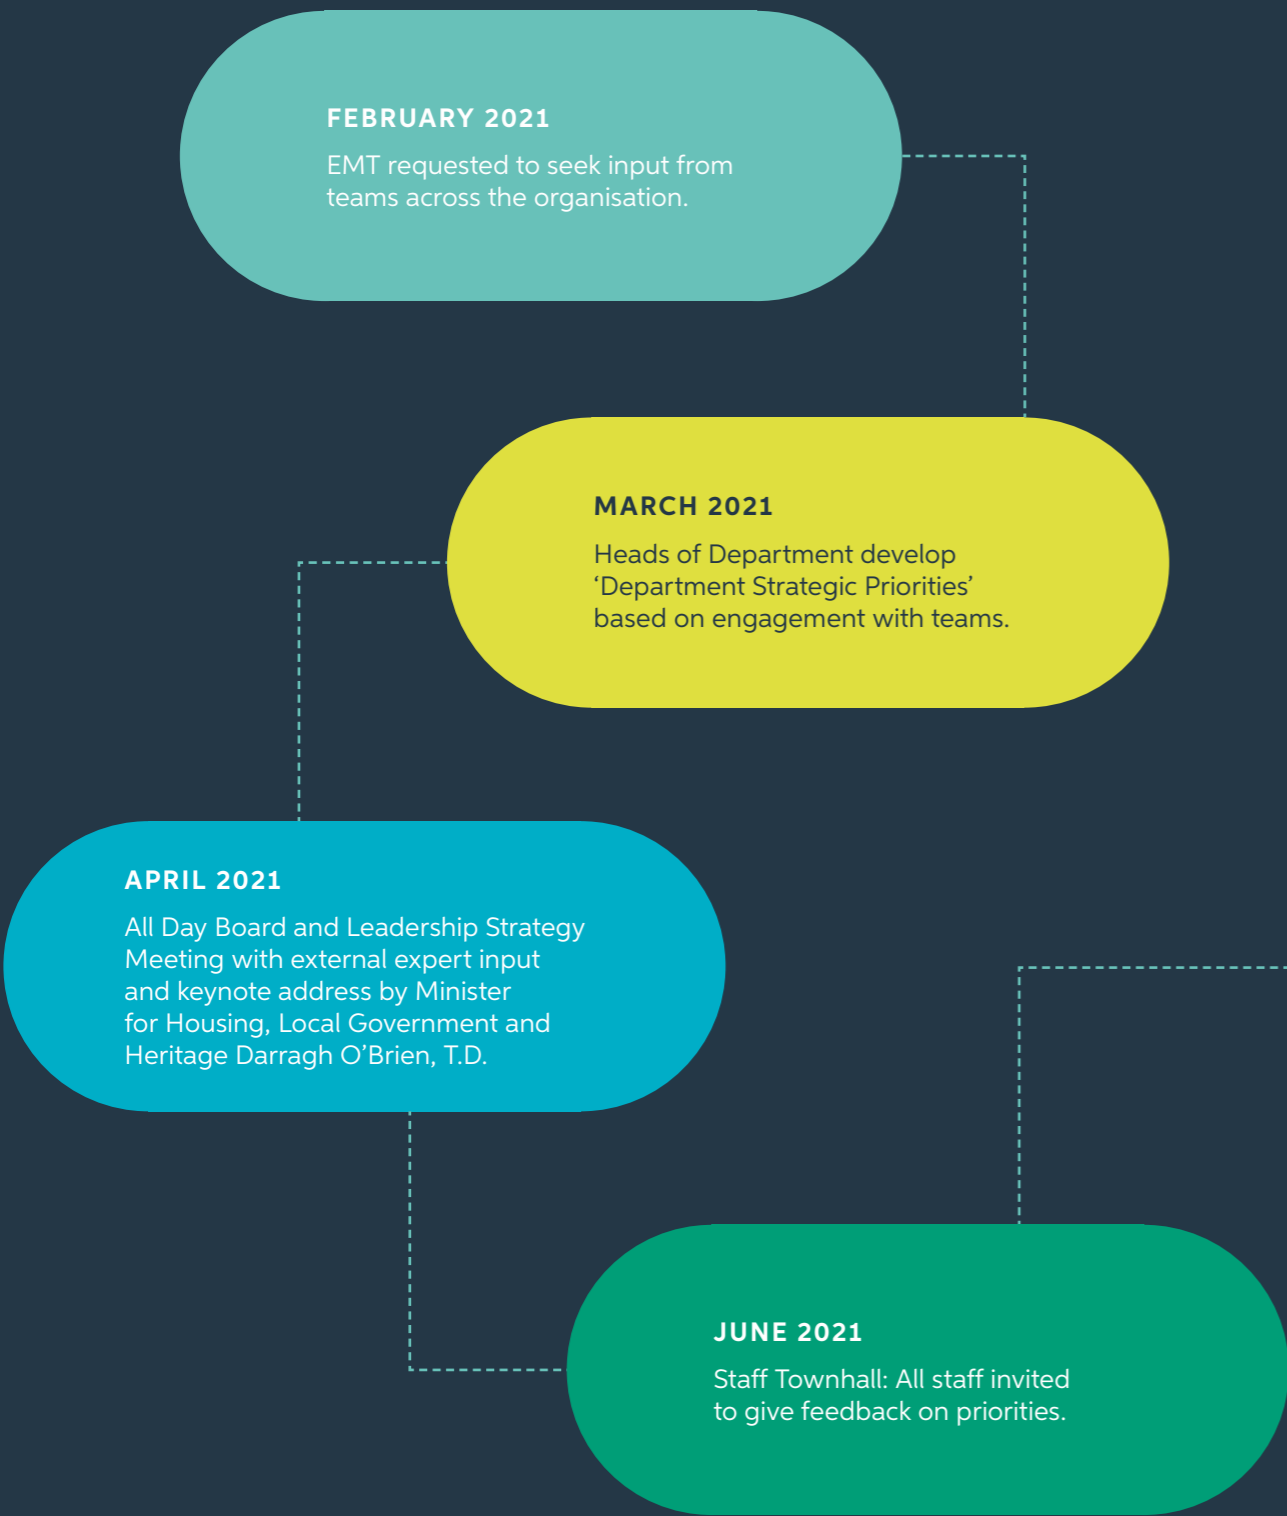 FEBRUARY 2021
EMT requested to seek input from
teams across the organisation.
MARCH 2021
Heads of Department develop
‘Department Strategic Priorities’
based on engagement with teams.
APRIL 2021
All Day Board and Leadership Strategy
Meeting with external expert input
and keynote address by Minister
for Housing, Local Government and
Heritage Darragh O’Brien, T.D.
JUNE 2021
Staff Townhall: All staff invited
to give feedback on priorities.